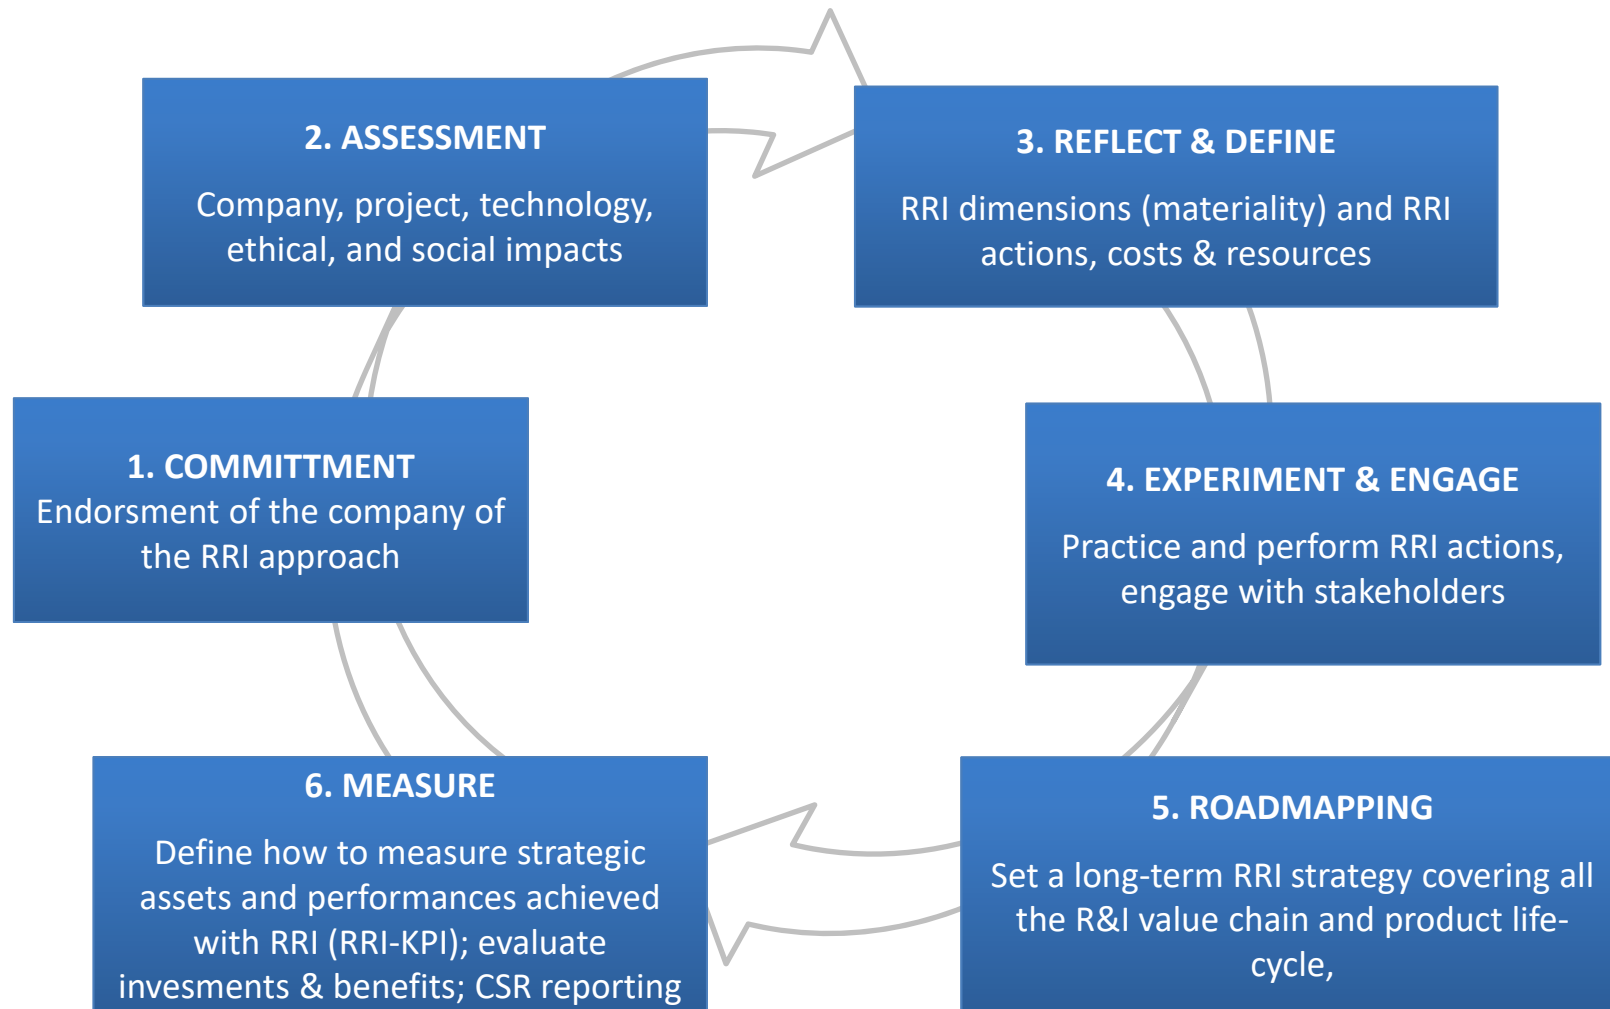 2. ASSESSMENT
Company, project, technology,
ethical, and social impacts
3. REFLECT & DEFINE
RRI dimensions (materiality) and RRI
actions, costs & resources
1. COMMITTMENT
Endorsment of the company of
the RRI approach
4. EXPERIMENT & ENGAGE
Practice and perform RRI actions,
engage with stakeholders
6. MEASURE
Define how to measure strategic
assets and performances achieved
with RRI (RRI-KPI); evaluate
invesments & benefits; CSR reporting
5. ROADMAPPING
Set a long-term RRI strategy covering all
the R&I value chain and product life-
cycle,